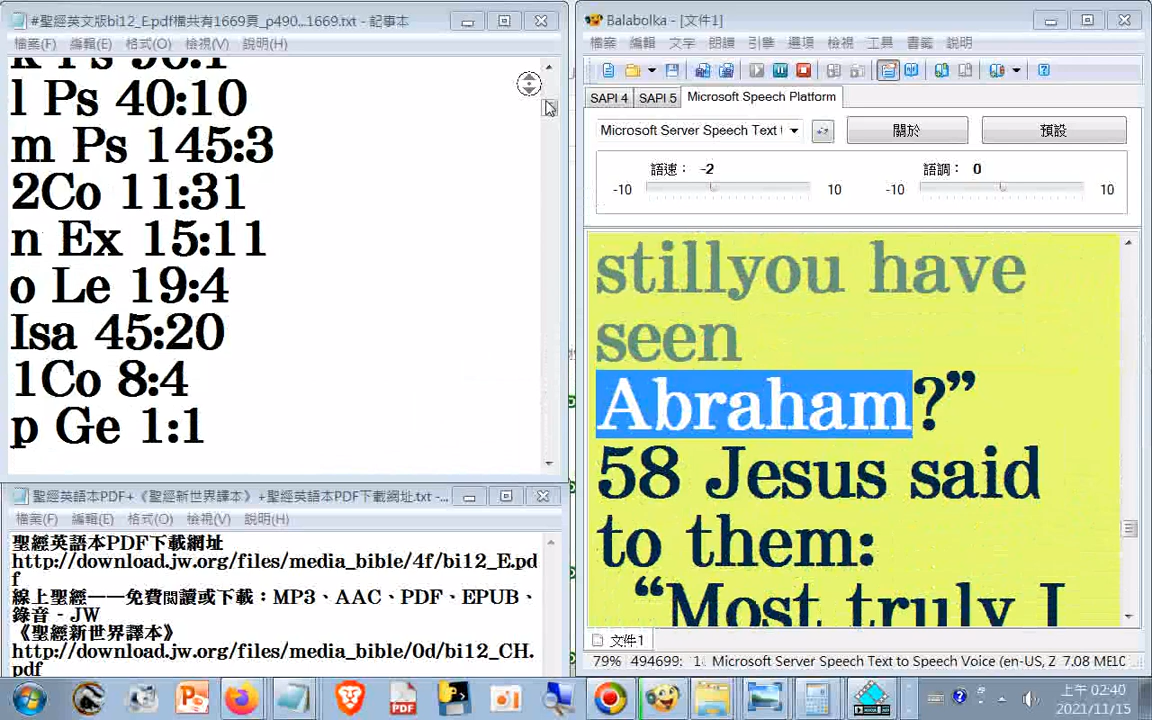 #聖經英文版bi12_E.pdf檔共有1669頁_p490...1669.txt - 記事本
檔案(F) 編輯(E) 格式(O) 檢視(V) 說明(H)
k Ps 96:1
l Ps 40:10
m Ps 145:3
2Co 11:31
n Ex 15:11
o Le 19:4
Isa 45:20
1Co 8:4
p Ge 1:1
聖經英語本PDF+《聖經新世界譯本》+聖經英語本PDF下載網址.txt - ...
檔案(F) 編輯(E) 格式(O) 檢視(V) 說明(H)
聖經英語本PDF下載網址
http://download.jw.org/files/media_bible/4f/bi12_E.pd
f
線上聖經——免費閱讀或下載：MP3、AAC、PDF、EPUB、
錄音 - JW
《聖經新世界譯本》
http://download.jw.org/files/media_bible/0d/bi12_CH.
pdf
Balabolka - [文件1]
檔案 編輯 文字 朗讀 引擎 選項 檢視 工具 書籤 說明
SAPI 4 SAPI 5 Microsoft Speech Platform
Microsoft Server Speech Text 關於 預設
語速： -2 語調： 0
-10 10 -10 10
stillyou have
seen
Abraham?”
58 Jesus said
to them:
“Most truly I
文件1
79% 494699: 1 Microsoft Server Speech Text to Speech Voice (en-US, Z 7.08 ME10
PDF
上午 02:40
2021/11/15